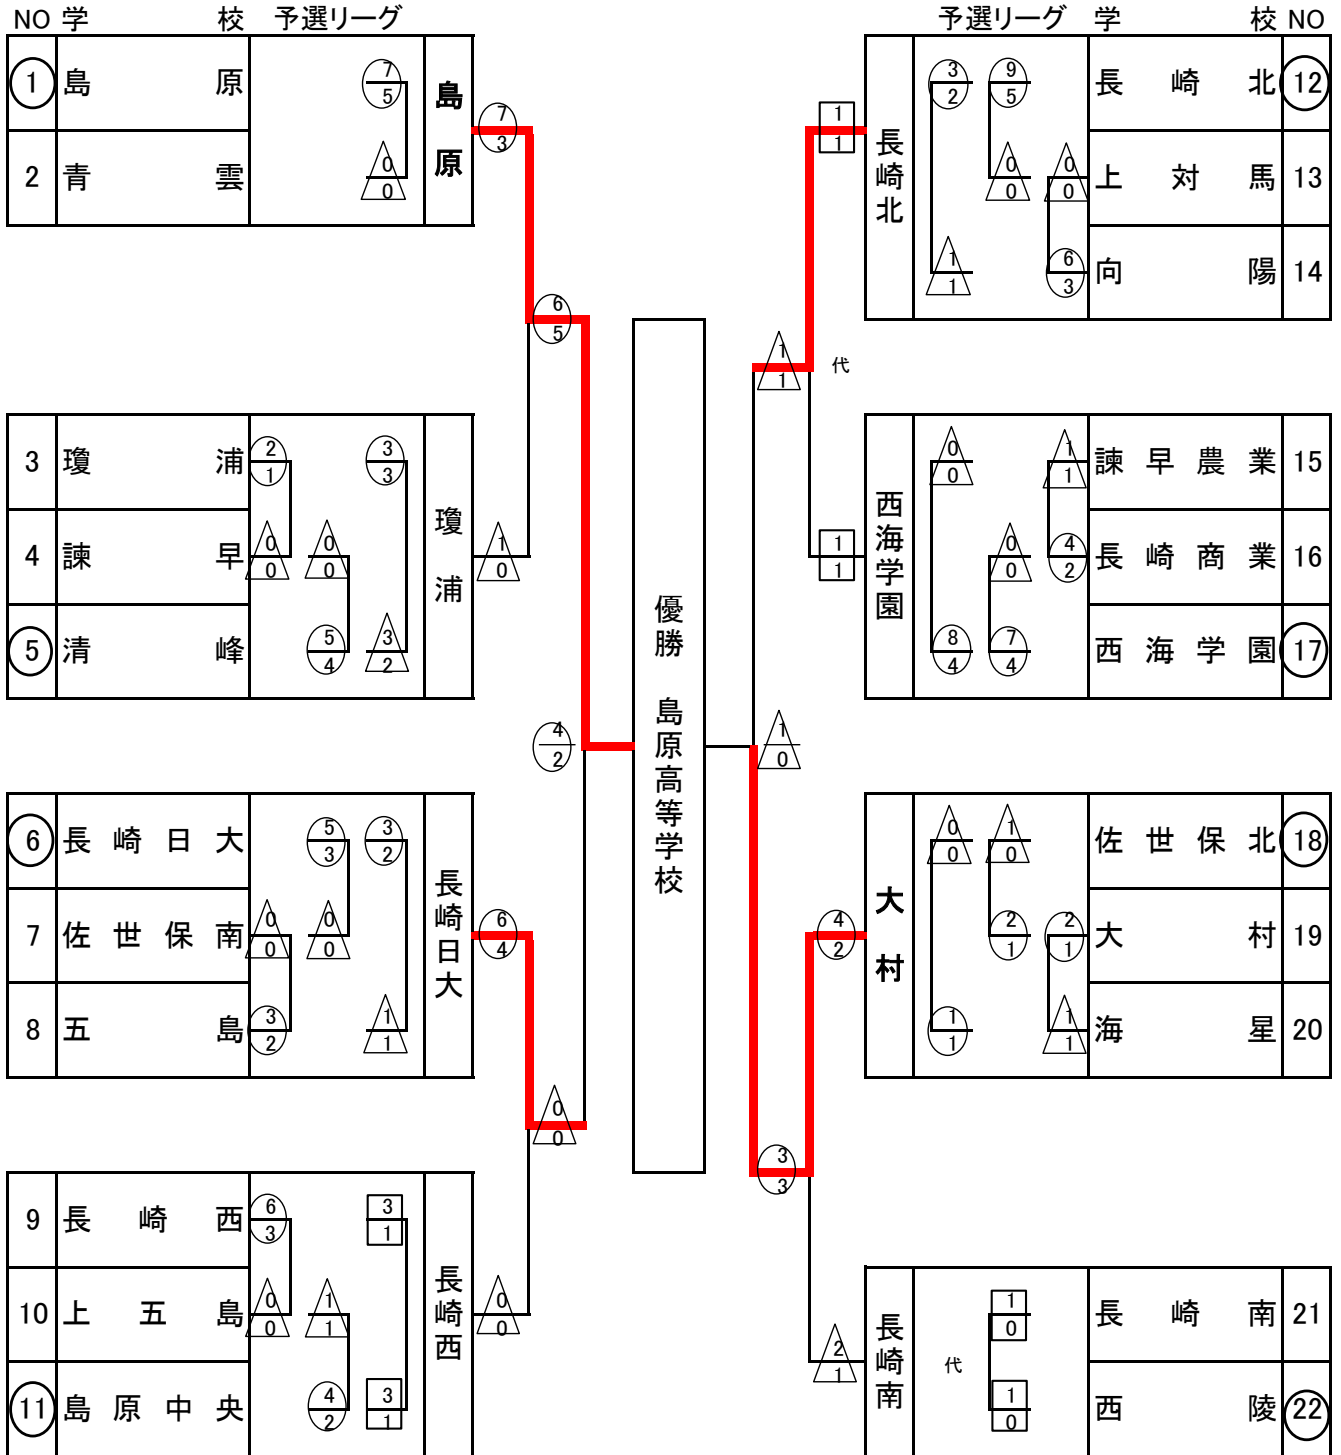 NO 学校 予選リーグ
1 島原 7 5
2 青雲 0 0
島原 7 3
6 5
3 瓊浦 2 1 3 3
4 諫早 0 0 0 0
5 清峰 5 4 3 2
瓊浦 1 0
4 2
6 長崎日大 5 3 3 2
7 佐世保南 0 0 0 0
8 五島 3 2 1 1
長崎日大 6 4
0 0
9 長崎西 6 3 3 1
10 上五島 0 0 1 1
11 島原中央 4 2 3 1
長崎西 0 0
優勝 島原高等学校
予選リーグ 学校 NO
3 2 9 5 長崎北 12
0 0 0 0 上対馬 13
1 1 6 3 向陽 14
1 1 長崎北
1 1 代
0 0 1 1 諫早農業 15
0 0 4 2 長崎商業 16
8 4 7 4 西海学園 17
1 1 西海学園
1 0
0 0 1 0 佐世保北 18
2 1 2 1 大村 19
1 1 1 1 海星 20
4 2 大村
3 3
1 0 長崎南 21
代
1 0 西陵 22
2 1 長崎南